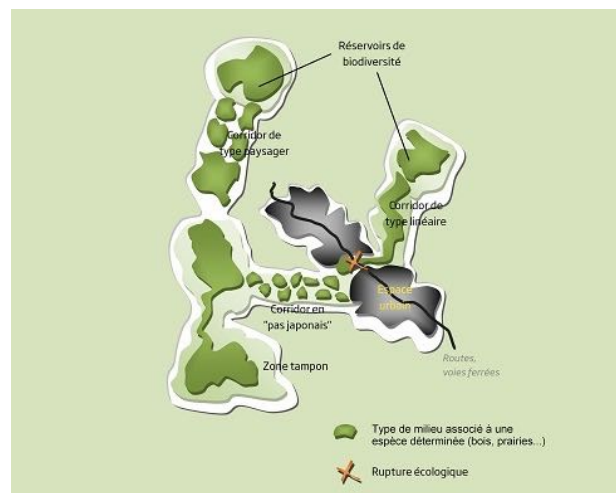 Réservoirs de
biodiversité
Corridor de
type paysager
Corridor de
type linéaire
Espace
urbain
Corridor en
"pas japonais"
Zone tampon
Routes,
voies ferrées
Type de milieu associé à une
espèce déterminée (bois, prairies...)
Rupture écologique